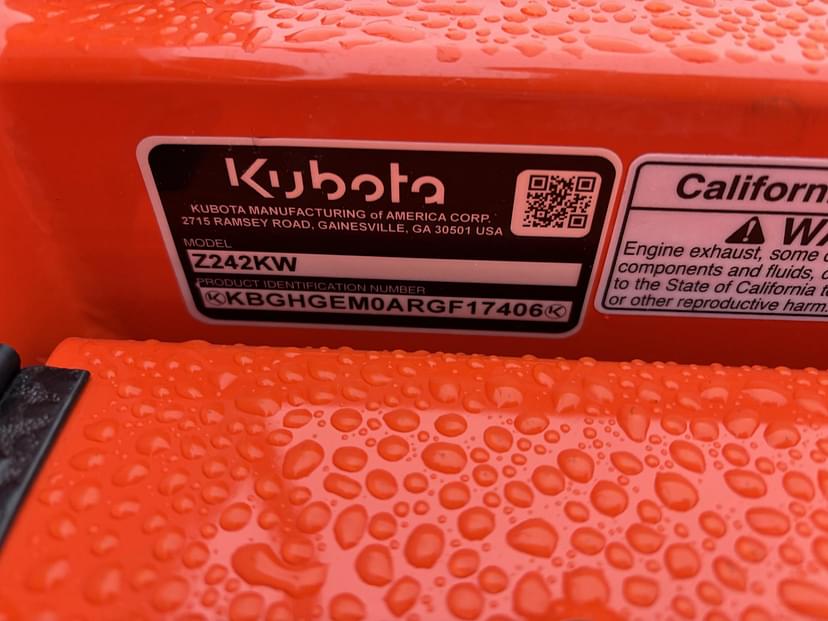 Kubota
KUBOTA MANUFACTURING of AMERICA CORP.
2715 RAMSEY ROAD, GAINESVILLE, GA 30501 USA
MODEL
Z242KW
PRODUCT IDENTIFICATION NUMBER
KBGHGEM0ARGF17406
Californ
WA
Engine exhaust, some
components and fluids,
to the State of California
or other reproductive harm.